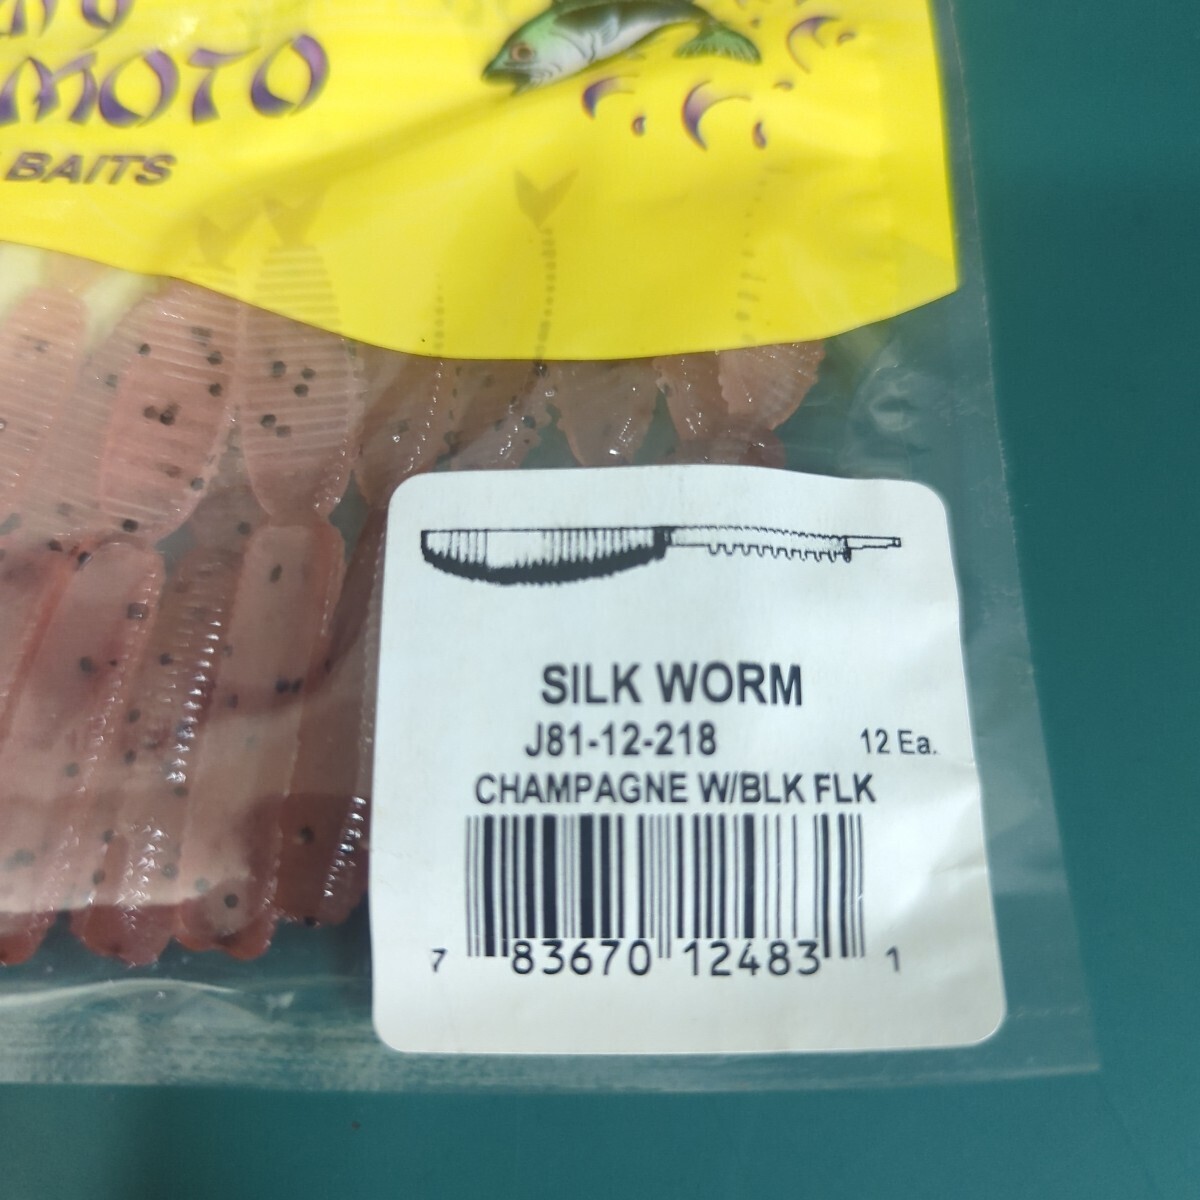 MOTO
BAITS
SILK WORM
J81-12-218 12 Ea.
CHAMPAGNE W/BLK FLK
7 83670 12483 1